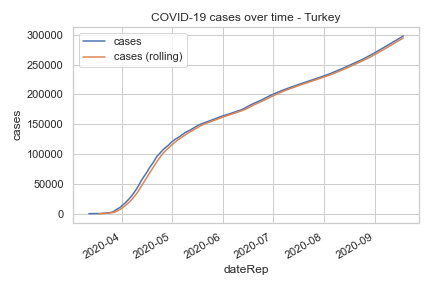 COVID-19 cases over time - Turkey
cases
cases (rolling)
300000
250000
200000
150000
100000
50000
0
cases
2020-04
2020-05
2020-06
2020-07
2020-08
2020-09
dateRep